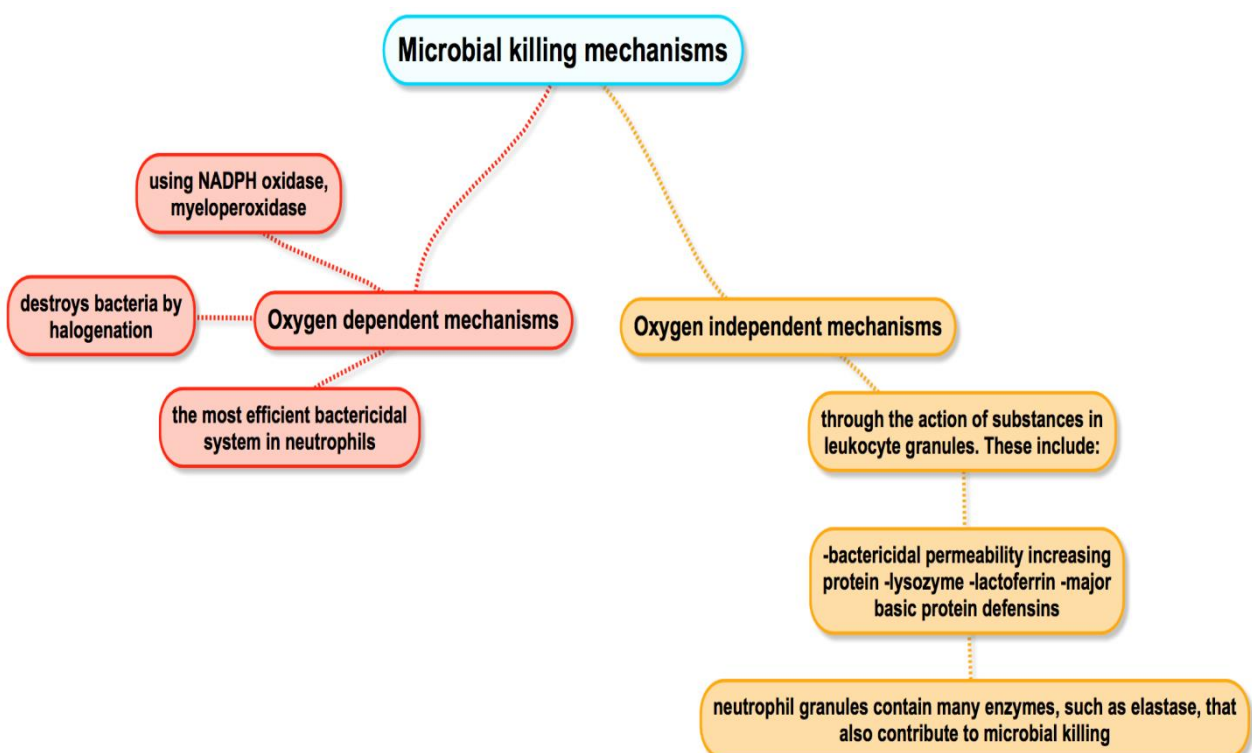 Microbial killing mechanisms
using NADPH oxidase,
myeloperoxidase
destroys bacteria by
halogenation
Oxygen dependent mechanisms
the most efficient bactericidal
system in neutrophils
Oxygen independent mechanisms
through the action of substances in
leukocyte granules. These include:
-bactericidal permeability increasing
protein -lysozyme -lactoferrin -major
basic protein defensins
neutrophil granules contain many enzymes, such as elastase, that
also contribute to microbial killing